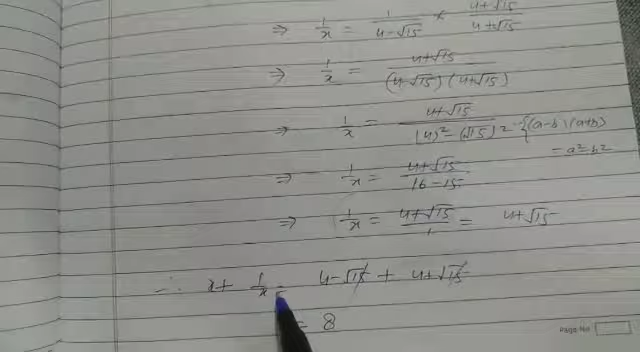 ⇒ 1/x = 1/(4-√15) × (4+√15)/(4+√15)
⇒ 1/x = (4+√15)/((4-√15)(4+√15))
⇒ 1/x = (4+√15)/((4)² - (√15)²) {(a-b)(a+b)
= a²-b²
⇒ 1/x = (4+√15)/(16-15)
⇒ 1/x = (4+√15)/1 = 4+√15
∴ x + 1/x = 4-√15 + 4+√15
= 8
Page No